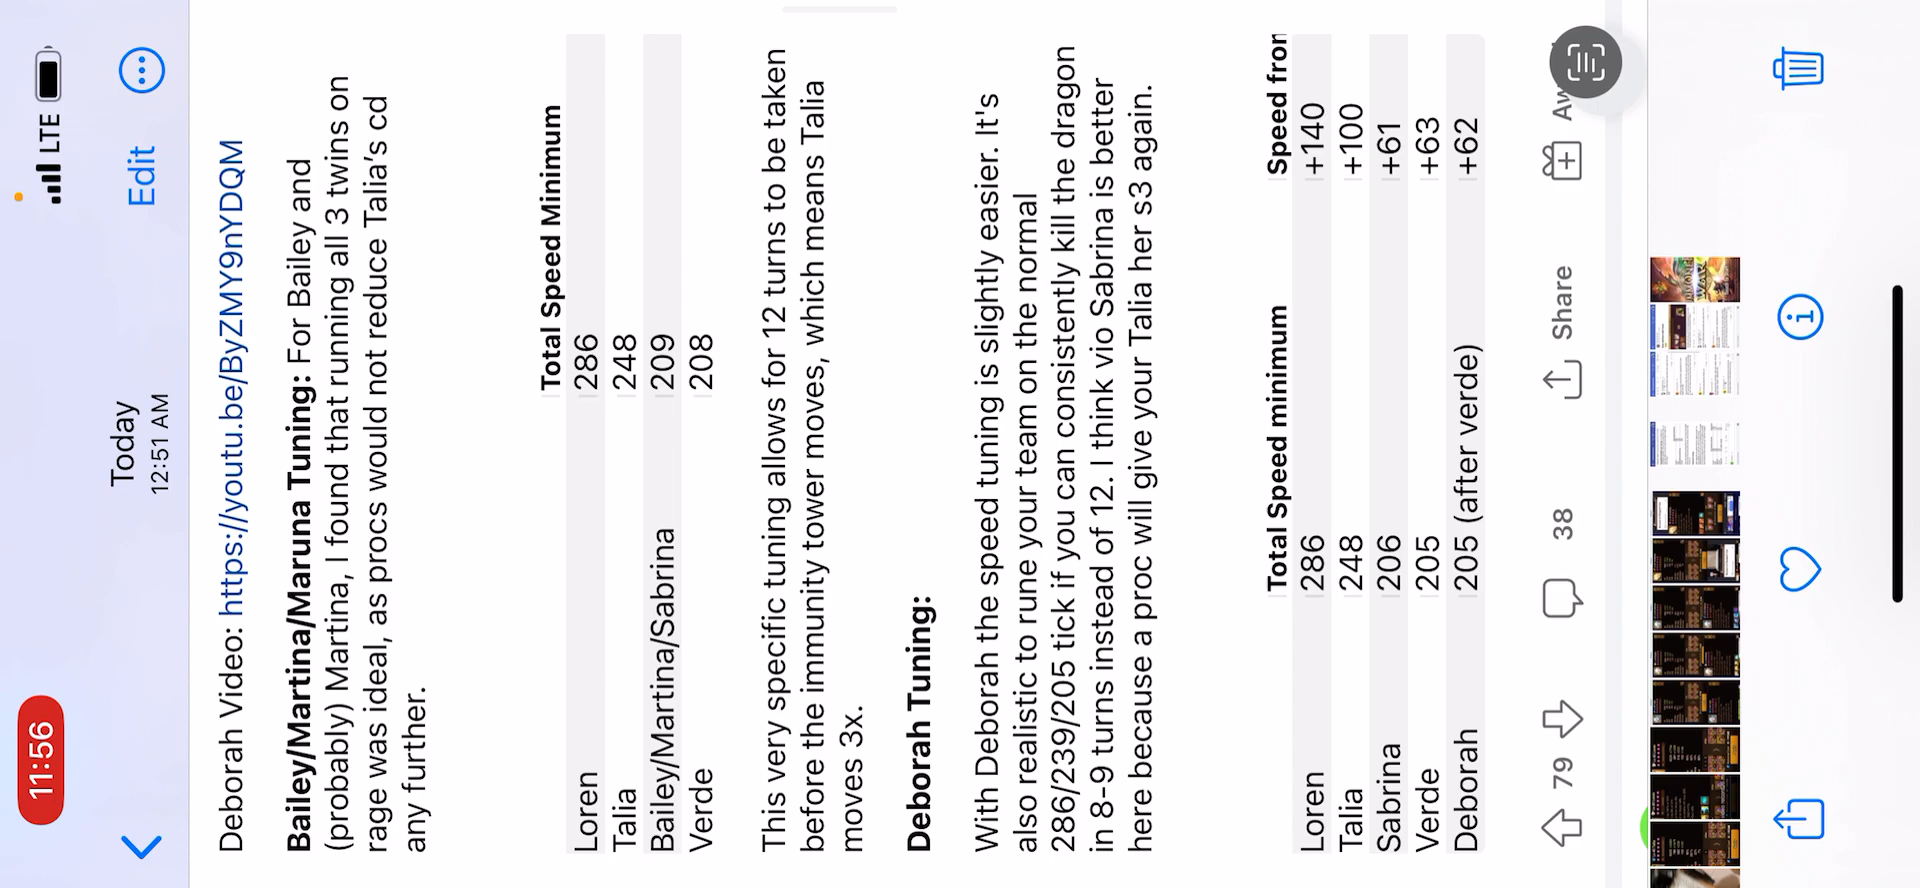 11:56
LTE
Today
12:51 AM
Edit
Deborah Video: https://youtu.be/ByZMY9nYDQM
Bailey/Martina/Maruna Tuning: For Bailey and
(probably) Martina, I found that running all 3 twins on
rage was ideal, as procs would not reduce Talia's cd
any further.
Total Speed Minimum
Loren 286
Talia 248
Bailey/Martina/Sabrina 209
Verde 208
This very specific tuning allows for 12 turns to be taken
before the immunity tower moves, which means Talia
moves 3x.
Deborah Tuning:
With Deborah the speed tuning is slightly easier. It's
also realistic to rune your team on the normal
286/239/205 tick if you can consistently kill the dragon
in 8-9 turns instead of 12. I think vio Sabrina is better
here because a proc will give your Talia her s3 again.
Total Speed minimum Speed from
Loren 286 +140
Talia 248 +100
Sabrina 206 +61
Verde 205 +63
Deborah 205 (after verde) +62
79 38 Share Aw